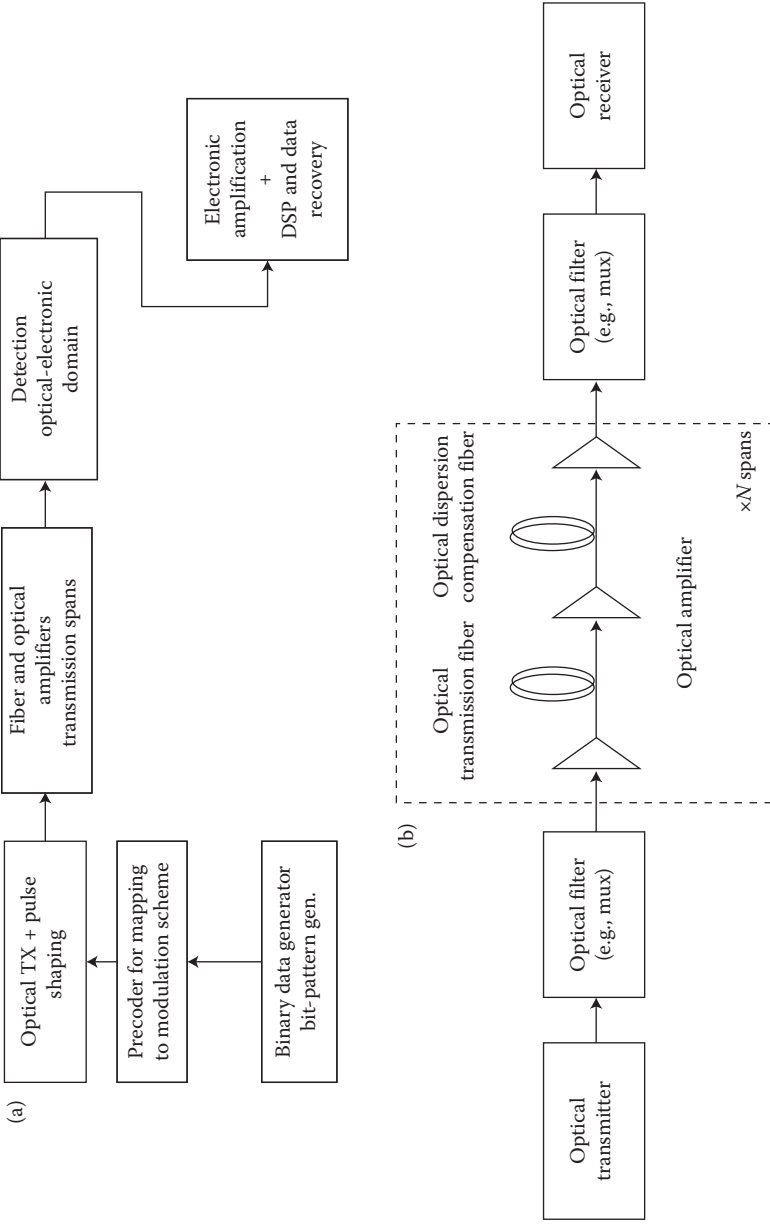 (a)
Optical TX + pulse
shaping
Precoder for mapping
to modulation scheme
Binary data generator
bit-pattern gen.
Fiber and optical
amplifiers
transmission spans
Detection
optical-electronic
domain
Electronic
amplification
+
DSP and data
recovery
(b)
Optical
transmitter
Optical filter
(e.g., mux)
Optical
transmission fiber
Optical dispersion
compensation fiber
Optical amplifier
×N spans
Optical filter
(e.g., mux)
Optical
receiver